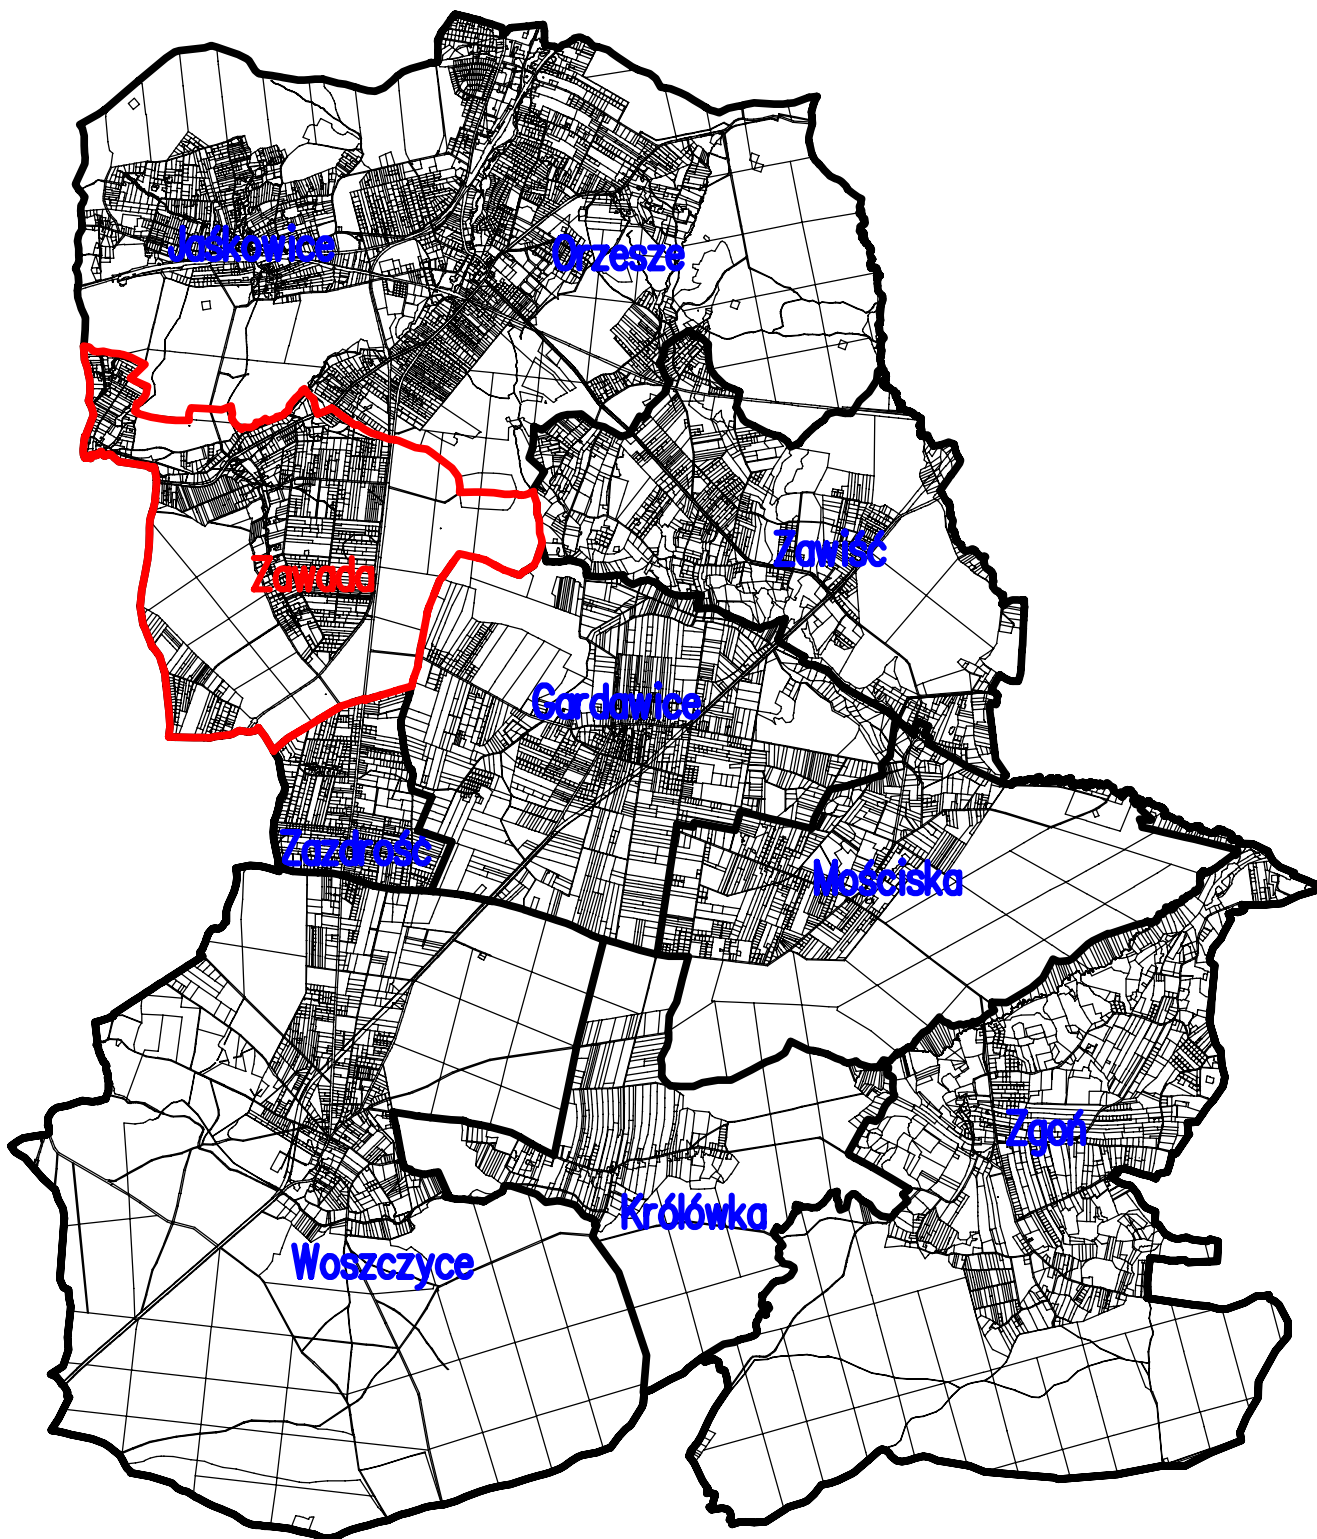 Jaśkowice
Orzesze
Zawiść
Zawada
Gardawice
Zazdrość
Mościska
Zgoń
Królówka
Woszczyce